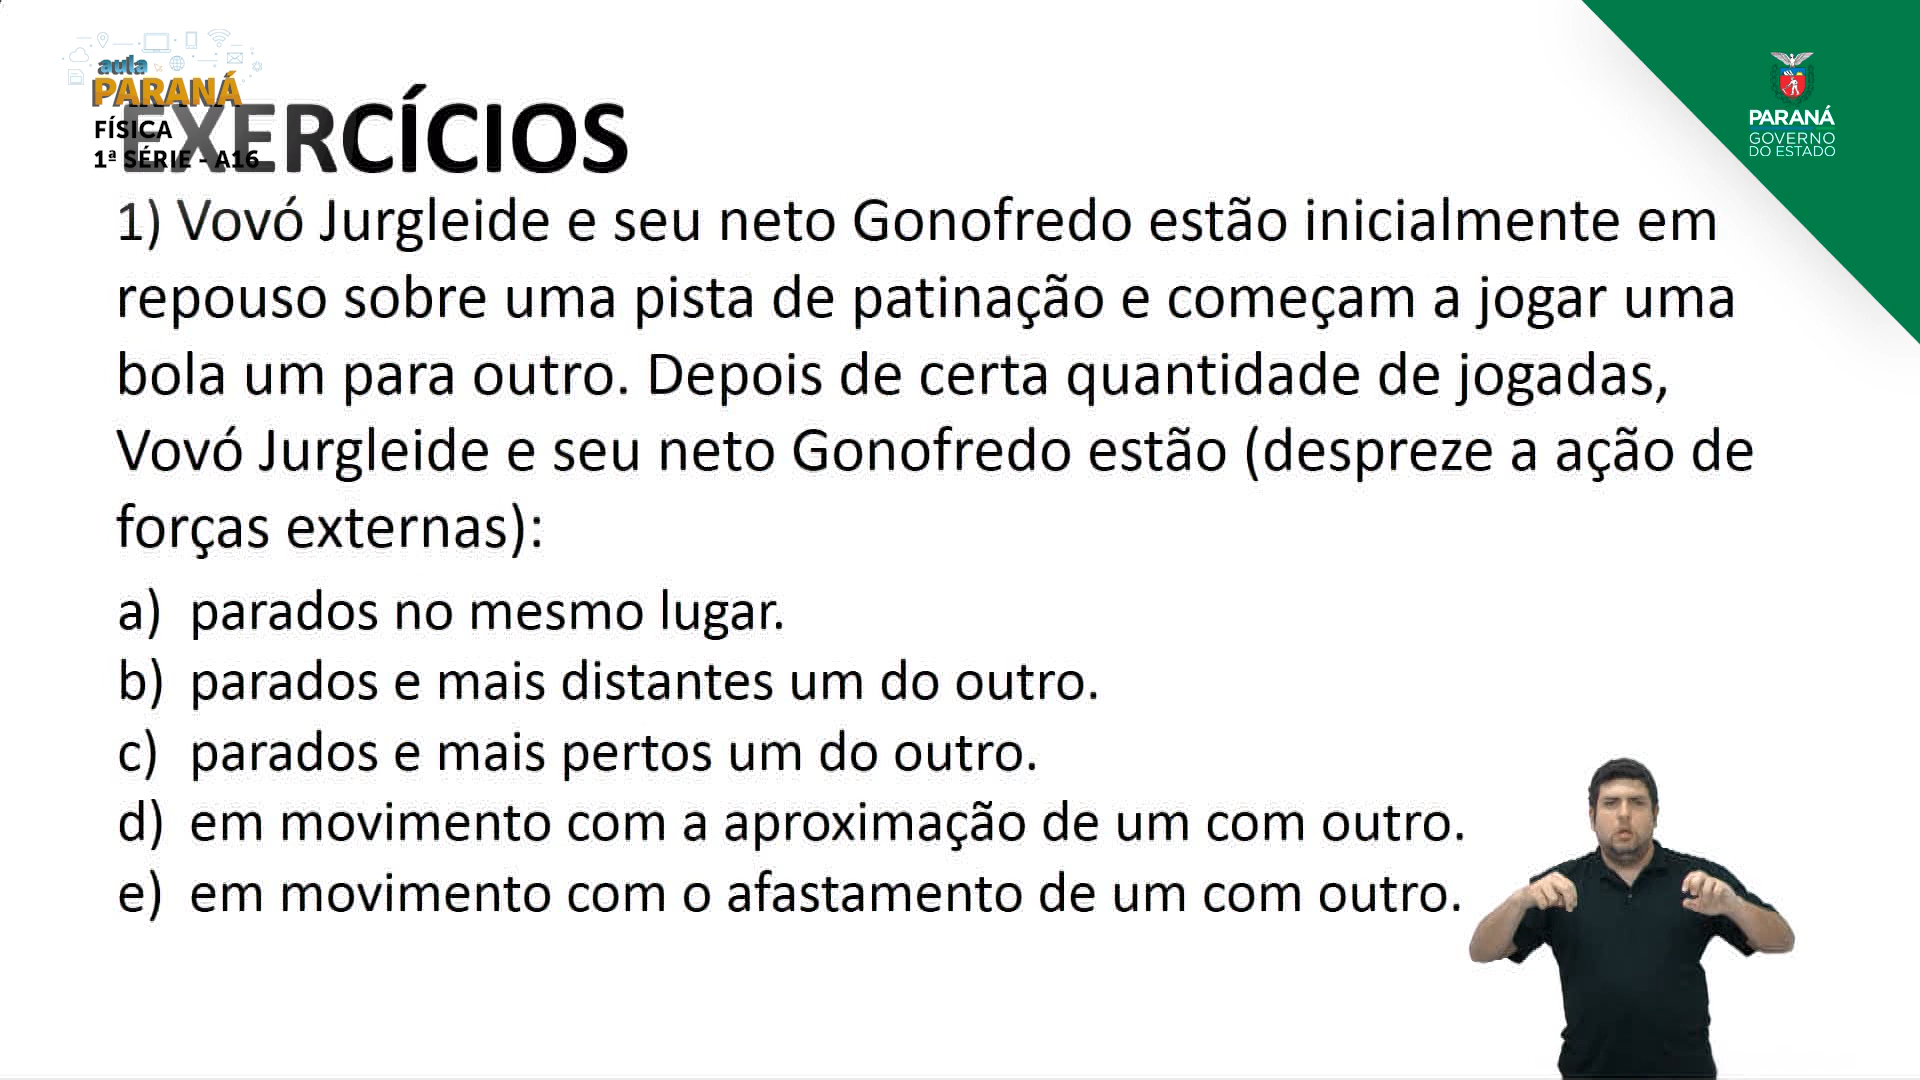 aula
PARANÁ
FÍSICA
1ª SÉRIE - A16
EXERCÍCIOS
PARANÁ
GOVERNO
DO ESTADO
1) Vovó Jurgleide e seu neto Gonofredo estão inicialmente em
repouso sobre uma pista de patinação e começam a jogar uma
bola um para outro. Depois de certa quantidade de jogadas,
Vovó Jurgleide e seu neto Gonofredo estão (despreze a ação de
forças externas):
a) parados no mesmo lugar.
b) parados e mais distantes um do outro.
c) parados e mais pertos um do outro.
d) em movimento com a aproximação de um com outro.
e) em movimento com o afastamento de um com outro.